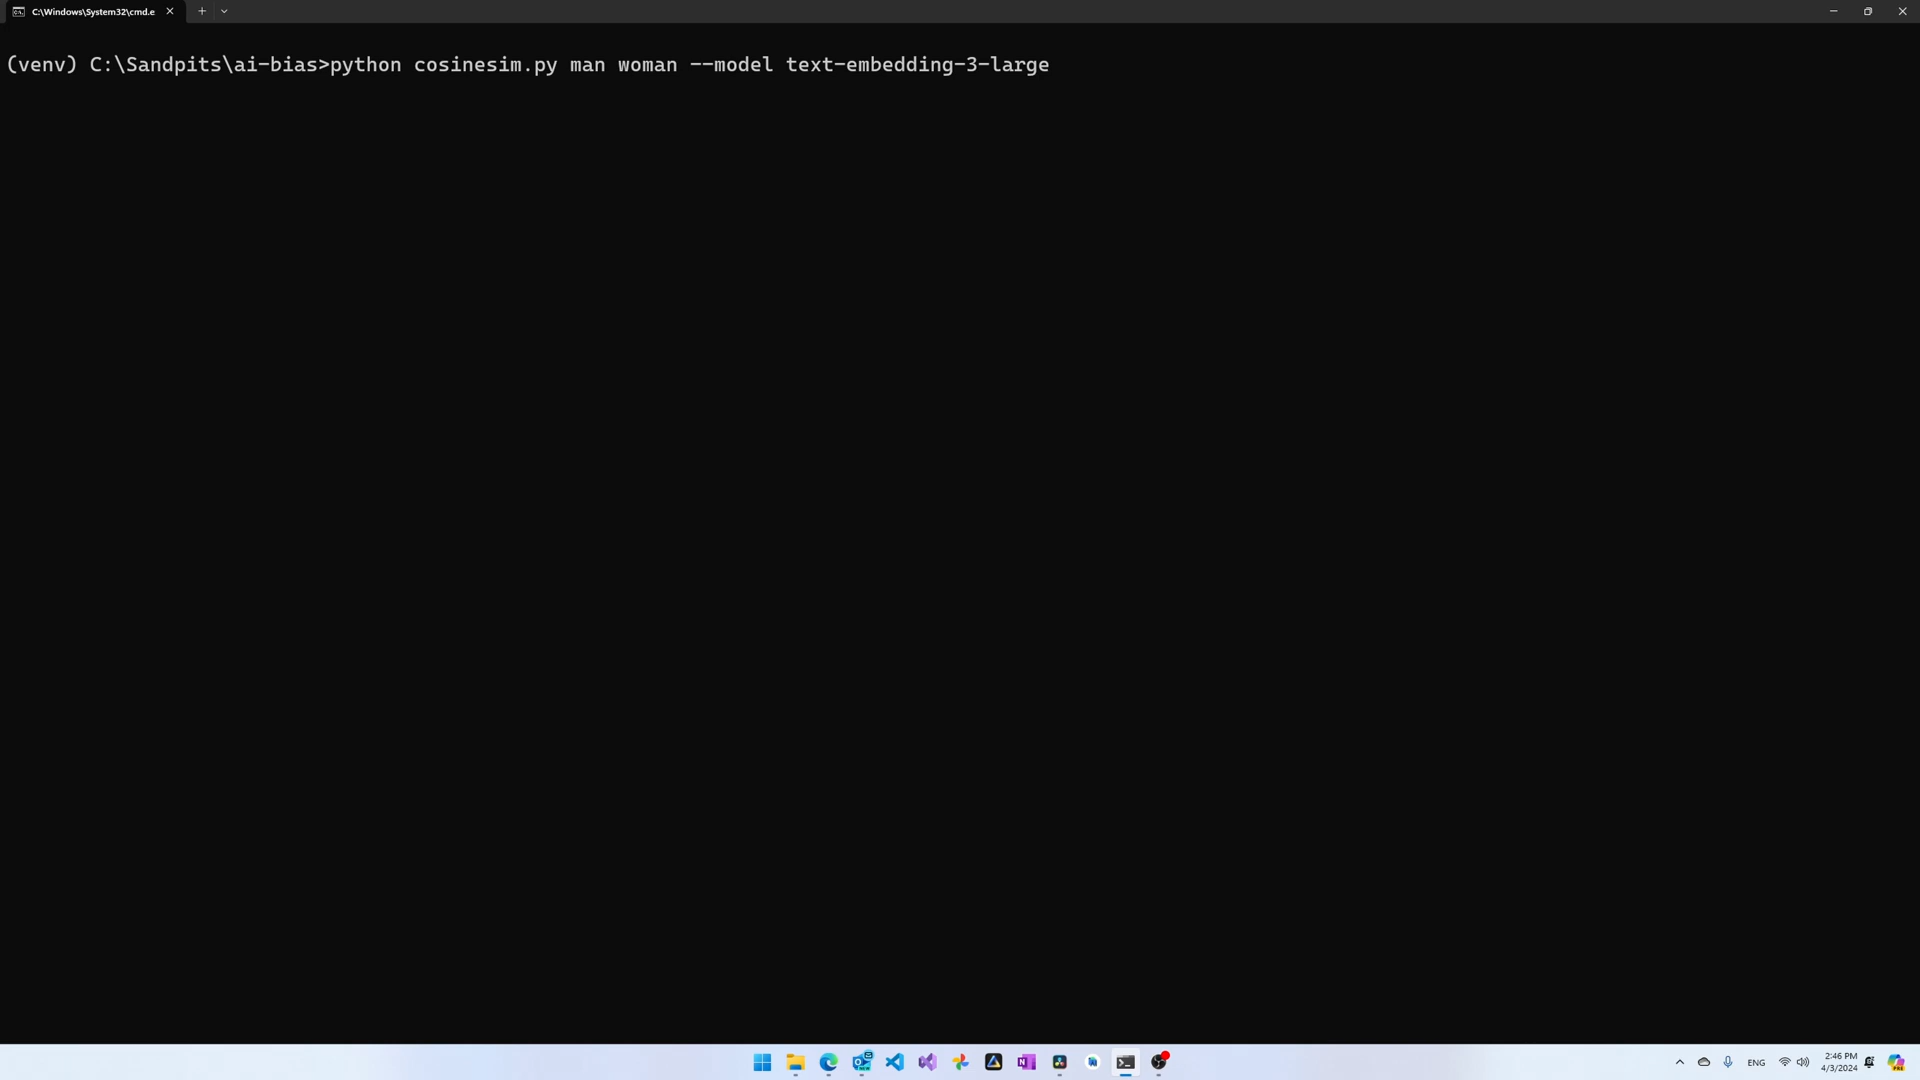 C:\Windows\System32\cmd.e
(venv) C:\Sandpits\ai-bias>python cosinesim.py man woman --model text-embedding-3-large
ENG
2:46 PM
4/3/2024